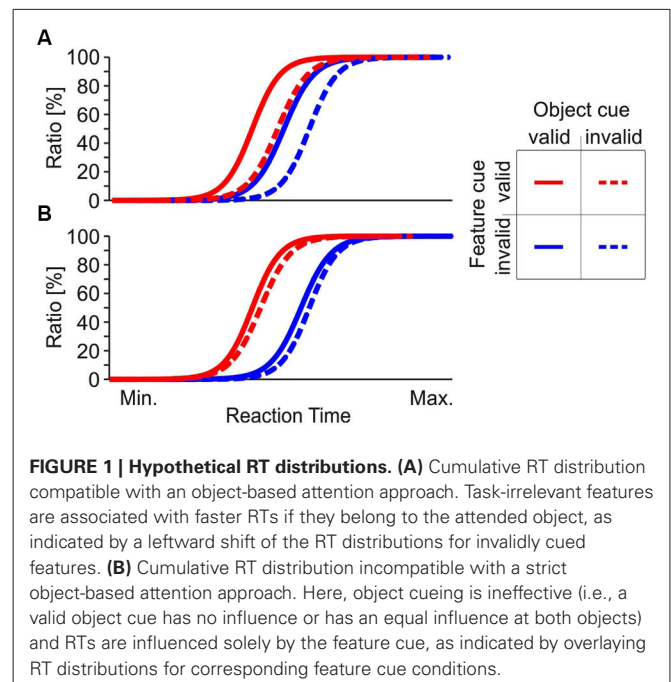 A
Ratio [%]
100
80
60
40
20
0
B
Ratio [%]
100
80
60
40
20
0
Min.
Max.
Reaction Time
Object cue
valid invalid
Feature cue
valid
invalid
FIGURE 1 | Hypothetical RT distributions. (A) Cumulative RT distribution
compatible with an object-based attention approach. Task-irrelevant features
are associated with faster RTs if they belong to the attended object, as
indicated by a leftward shift of the RT distributions for invalidly cued
features. (B) Cumulative RT distribution incompatible with a strict
object-based attention approach. Here, object cueing is ineffective (i.e., a
valid object cue has no influence or has an equal influence at both objects)
and RTs are influenced solely by the feature cue, as indicated by overlaying
RT distributions for corresponding feature cue conditions.